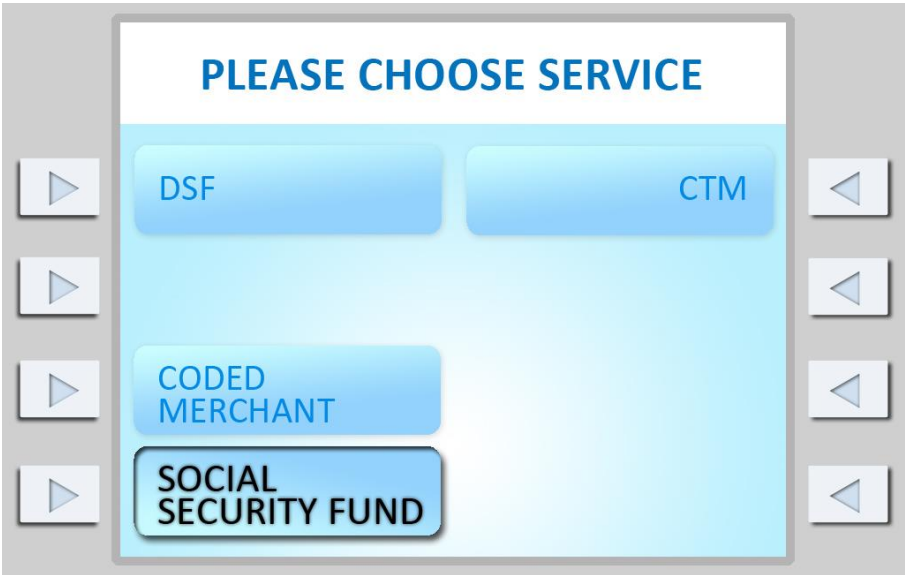 PLEASE CHOOSE SERVICE
DSF
CTM
CODED
MERCHANT
SOCIAL
SECURITY FUND